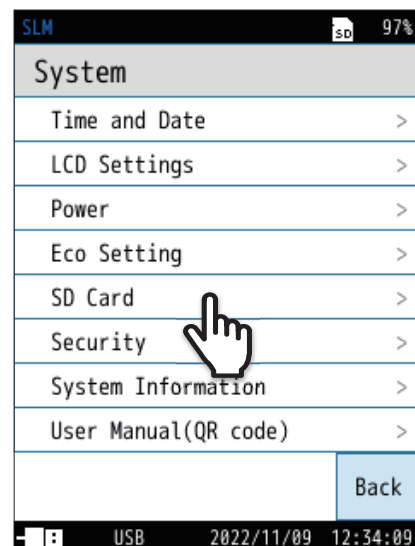 SLM SD 97%
System
Time and Date >
LCD Settings >
Power >
Eco Setting >
SD Card >
Security >
System Information >
User Manual(QR code) >
Back
USB 2022/11/09 12:34:09